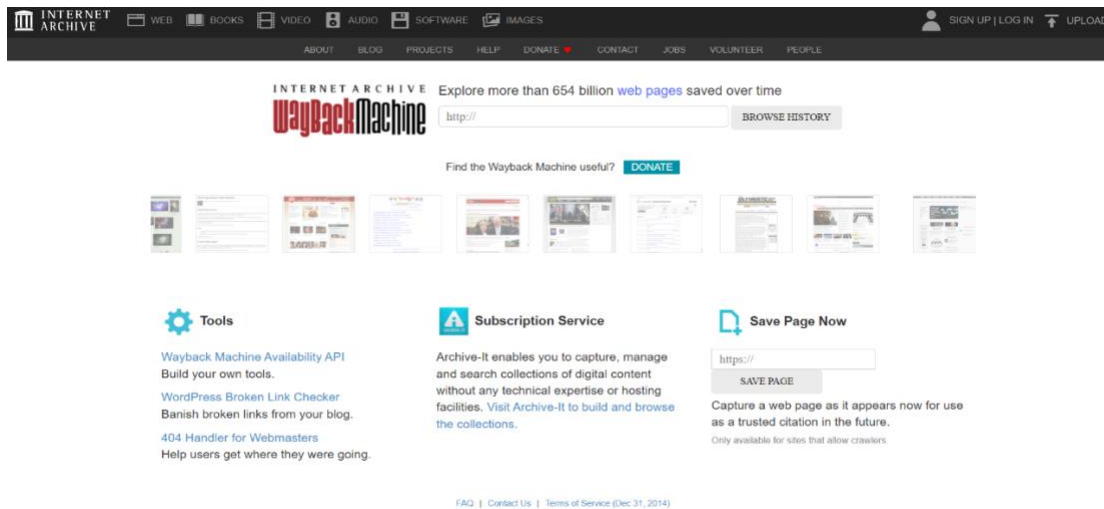 INTERNET ARCHIVE WEB BOOKS VIDEO AUDIO SOFTWARE IMAGES SIGN UP | LOG IN UPLOAD
ABOUT BLOG PROJECTS HELP DONATE CONTACT JOBS VOLUNTEER PEOPLE
INTERNET ARCHIVE
WayBackMachine
Explore more than 654 billion web pages saved over time
http:// BROWSE HISTORY
Find the Wayback Machine useful? DONATE
Tools
Wayback Machine Availability API
Build your own tools.
WordPress Broken Link Checker
Banish broken links from your blog.
404 Handler for Webmasters
Help users get where they were going.
Subscription Service
Archive-It enables you to capture, manage
and search collections of digital content
without any technical expertise or hosting
facilities. Visit Archive-It to build and browse
the collections.
Save Page Now
https://
SAVE PAGE
Capture a web page as it appears now for use
as a trusted citation in the future.
Only available for sites that allow crawlers.
FAQ | Contact Us | Terms of Service (Dec 31, 2014)